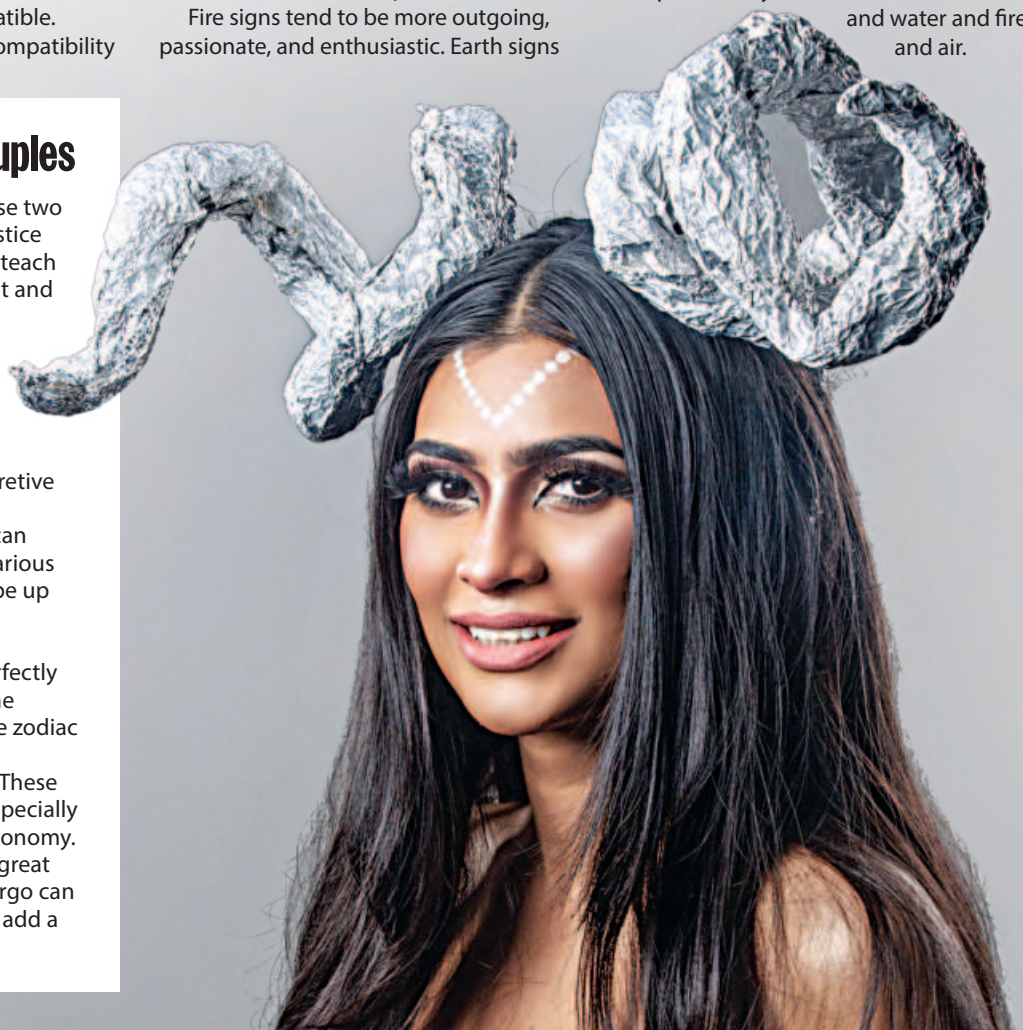 atible.
ompatibility
Fire signs tend to be more outgoing,
passionate, and enthusiastic. Earth signs
and water and fire
and air.
uples
se two
stice
teach
t and
retive
an
arious
be up
rfectly
ne
e zodiac
These
pecially
onomy.
great
rgo can
add a